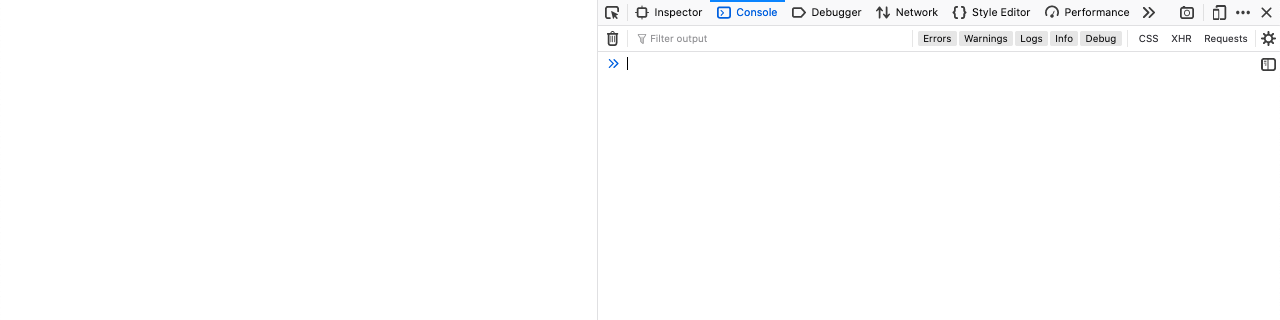 Inspector Console Debugger Network Style Editor Performance
Filter output Errors Warnings Logs Info Debug CSS XHR Requests